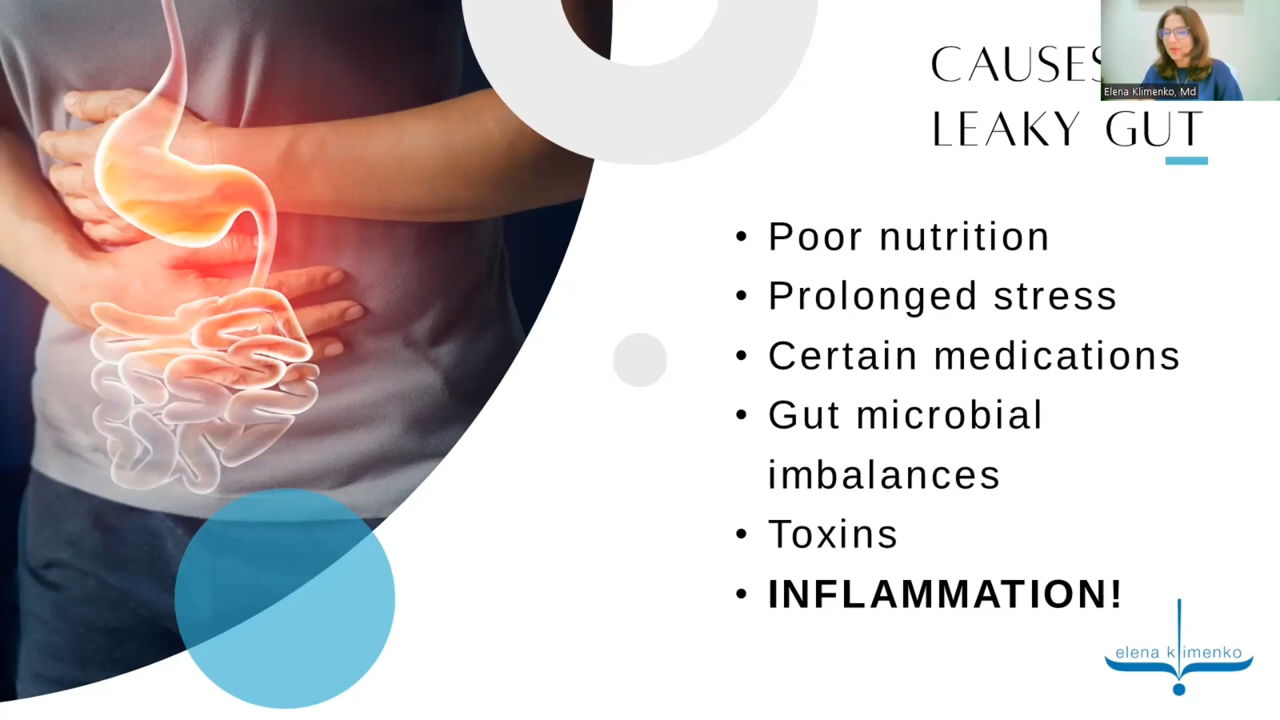 CAUSES
LEAKY GUT
Elena Klimenko, Md
• Poor nutrition
• Prolonged stress
• Certain medications
• Gut microbial
imbalances
• Toxins
• INFLAMMATION!
elena klimenko